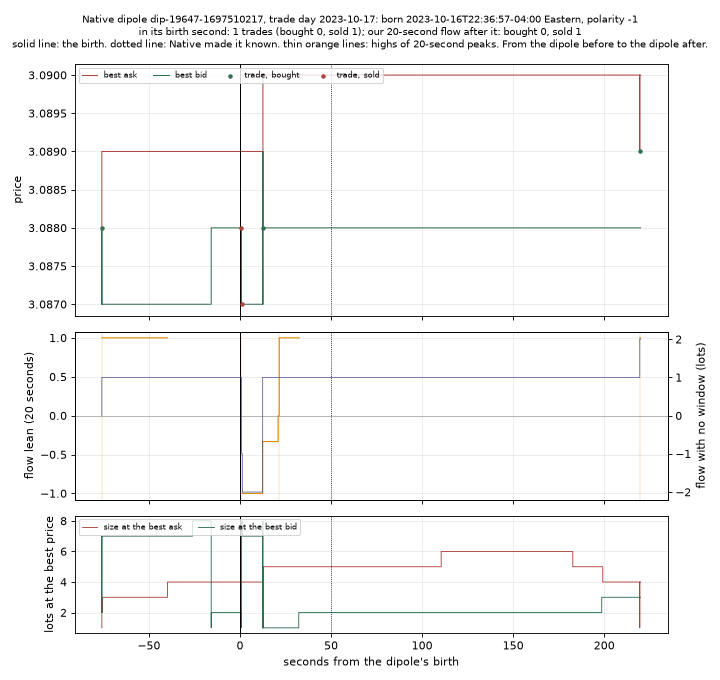 Native dipole dip-19647-1697510217, trade day 2023-10-17: born 2023-10-16T22:36:57-04:00 Eastern, polarity -1
in its birth second: 1 trades (bought 0, sold 1); our 20-second flow after it: bought 0, sold 1
solid line: the birth. dotted line: Native made it known. thin orange lines: highs of 20-second peaks. From the dipole before to the dipole after.
best ask
best bid
trade, bought
trade, sold
3.0900
3.0895
3.0890
3.0885
3.0880
3.0875
3.0870
price
1.0
0.5
0.0
−0.5
−1.0
flow lean (20 seconds)
2
1
0
−1
−2
flow with no window (lots)
size at the best ask
size at the best bid
8
6
4
2
lots at the best price
−50
0
50
100
150
200
seconds from the dipole's birth